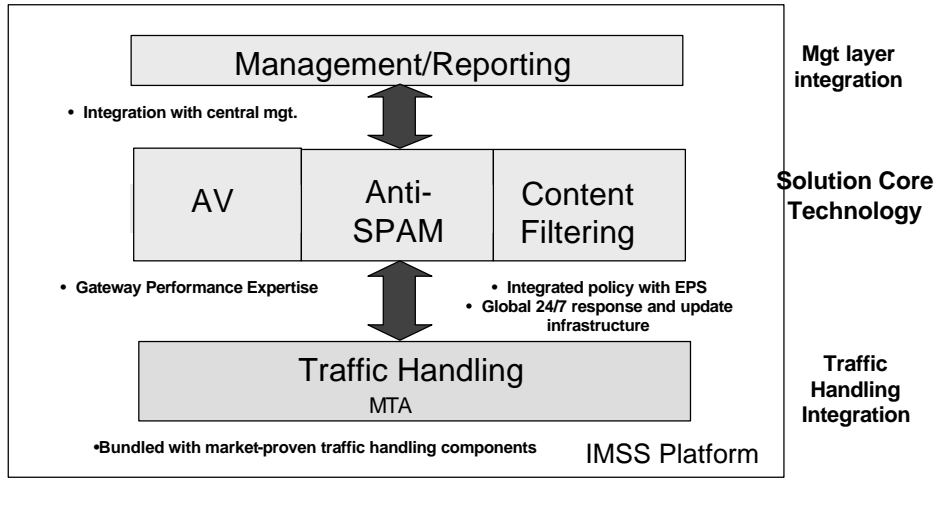 Management/Reporting
Mgt layer
integration
• Integration with central mgt.
AV
Anti-
SPAM
Content
Filtering
Solution Core
Technology
• Gateway Performance Expertise
• Integrated policy with EPS
• Global 24/7 response and update
infrastructure
Traffic Handling
MTA
Traffic
Handling
Integration
•Bundled with market-proven traffic handling components
IMSS Platform